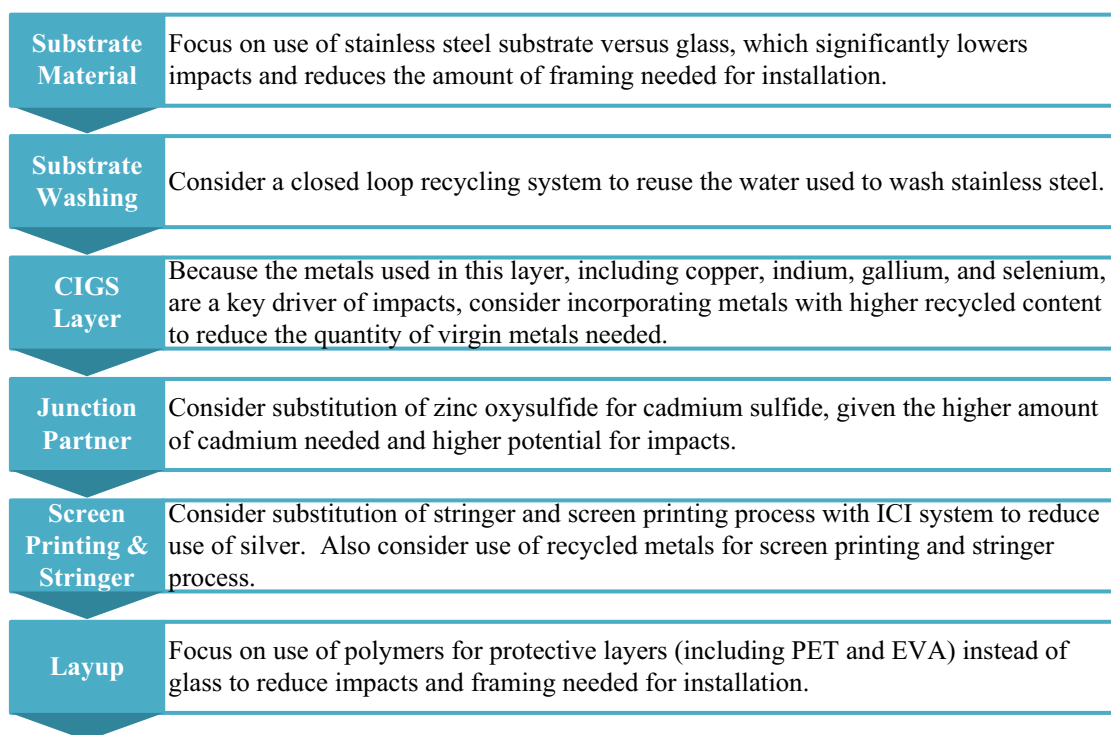 Substrate
Material
Focus on use of stainless steel substrate versus glass, which significantly lowers
impacts and reduces the amount of framing needed for installation.
Substrate
Washing
Consider a closed loop recycling system to reuse the water used to wash stainless steel.
CIGS
Layer
Because the metals used in this layer, including copper, indium, gallium, and selenium,
are a key driver of impacts, consider incorporating metals with higher recycled content
to reduce the quantity of virgin metals needed.
Junction
Partner
Consider substitution of zinc oxysulfide for cadmium sulfide, given the higher amount
of cadmium needed and higher potential for impacts.
Screen
Printing &
Stringer
Consider substitution of stringer and screen printing process with ICI system to reduce
use of silver.  Also consider use of recycled metals for screen printing and stringer
process.
Layup
Focus on use of polymers for protective layers (including PET and EVA) instead of
glass to reduce impacts and framing needed for installation.